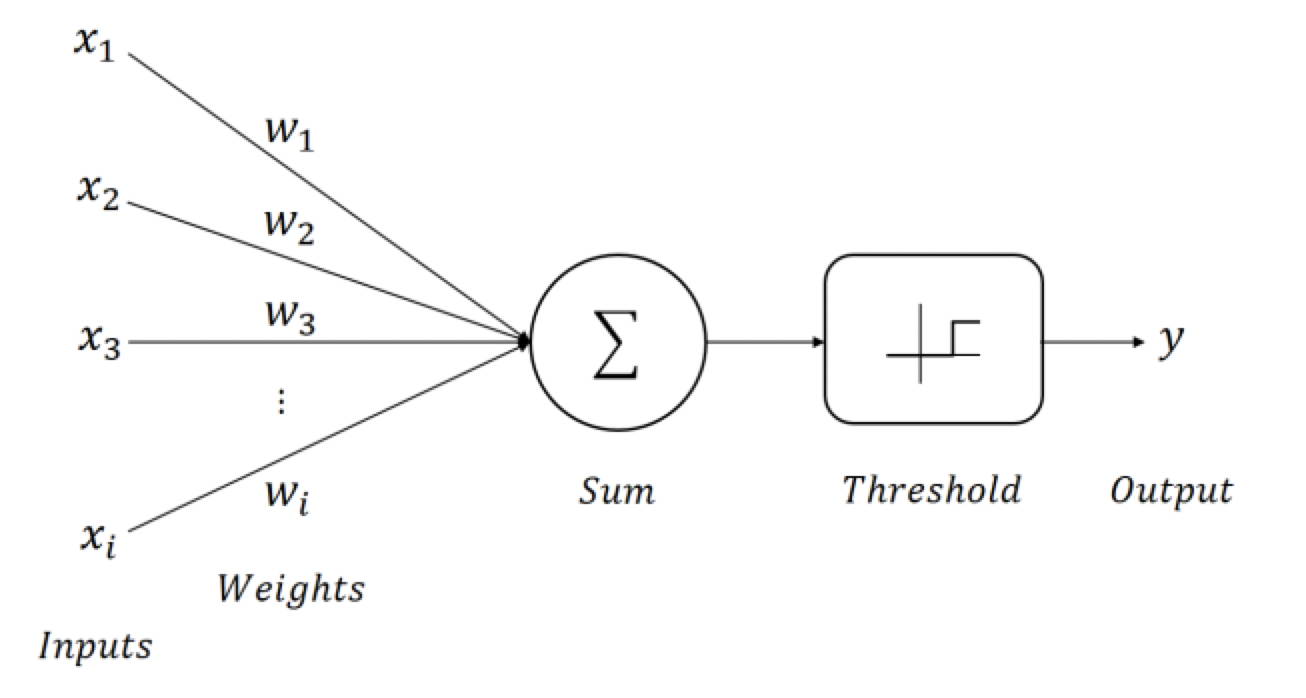 x₁
w₁
x₂
w₂
w₃
x₃
⋮
∑
y
wᵢ
Sum
Threshold
Output
xᵢ
Weights
Inputs